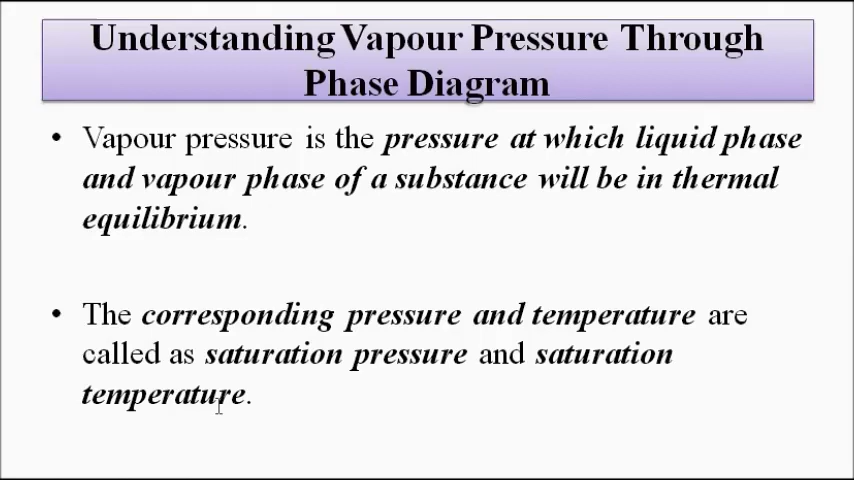 Understanding Vapour Pressure Through
Phase Diagram
• Vapour pressure is the pressure at which liquid phase
and vapour phase of a substance will be in thermal
equilibrium.
• The corresponding pressure and temperature are
called as saturation pressure and saturation
temperature.